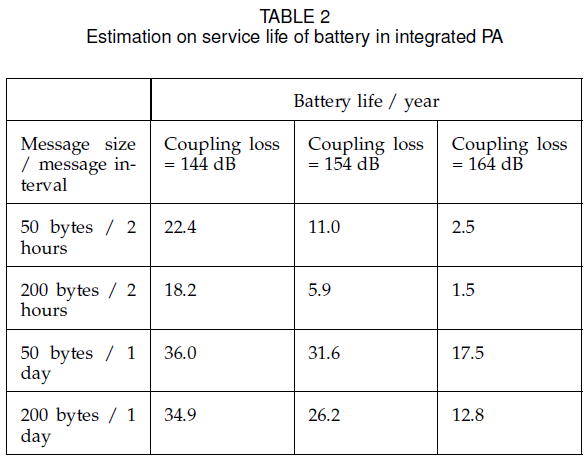 TABLE 2
Estimation on service life of battery in integrated PA
Battery life / year
Message size / message in-terval
Coupling loss = 144 dB
Coupling loss = 154 dB
Coupling loss = 164 dB
50 bytes / 2 hours
22.4
11.0
2.5
200 bytes / 2 hours
18.2
5.9
1.5
50 bytes / 1 day
36.0
31.6
17.5
200 bytes / 1 day
34.9
26.2
12.8